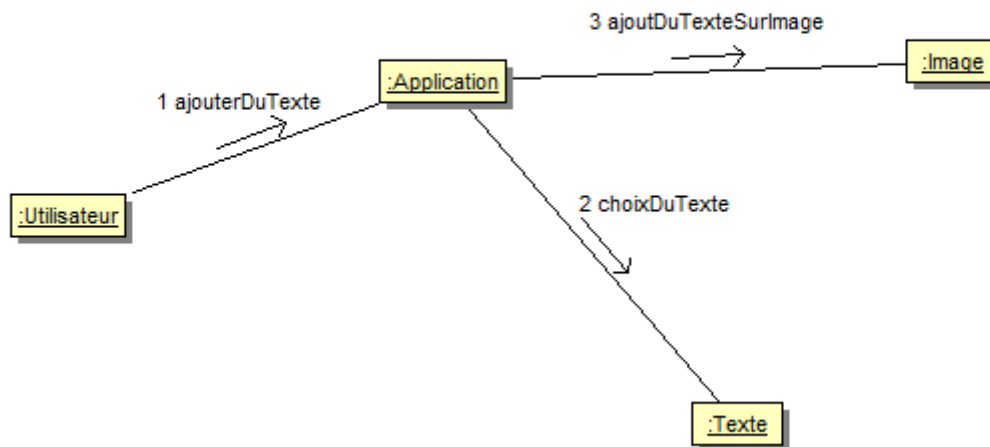 3 ajoutDuTexteSurImage
:Image
:Application
1 ajouterDuTexte
:Utilisateur
2 choixDuTexte
:Texte